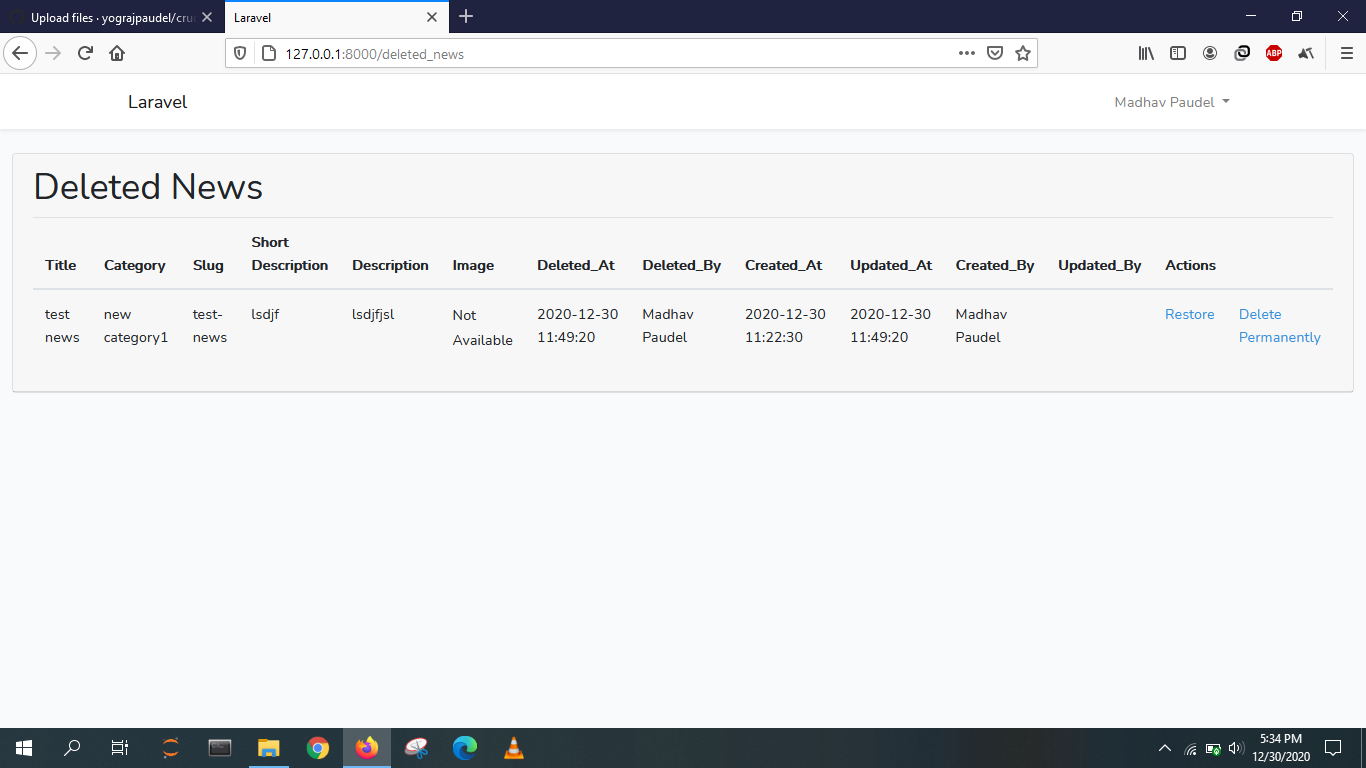 Upload files · yograjpaudel/cru
Laravel
127.0.0.1:8000/deleted_news
ABP
Laravel
Madhav Paudel
Deleted News
Title Category Slug Short Description Description Image Deleted_At Deleted_By Created_At Updated_At Created_By Updated_By Actions
test news
new category1
test-news
lsdjf
lsdjfjsl
Not Available
2020-12-30 11:49:20
Madhav Paudel
2020-12-30 11:22:30
2020-12-30 11:49:20
Madhav Paudel
Restore
Delete Permanently
5:34 PM
12/30/2020